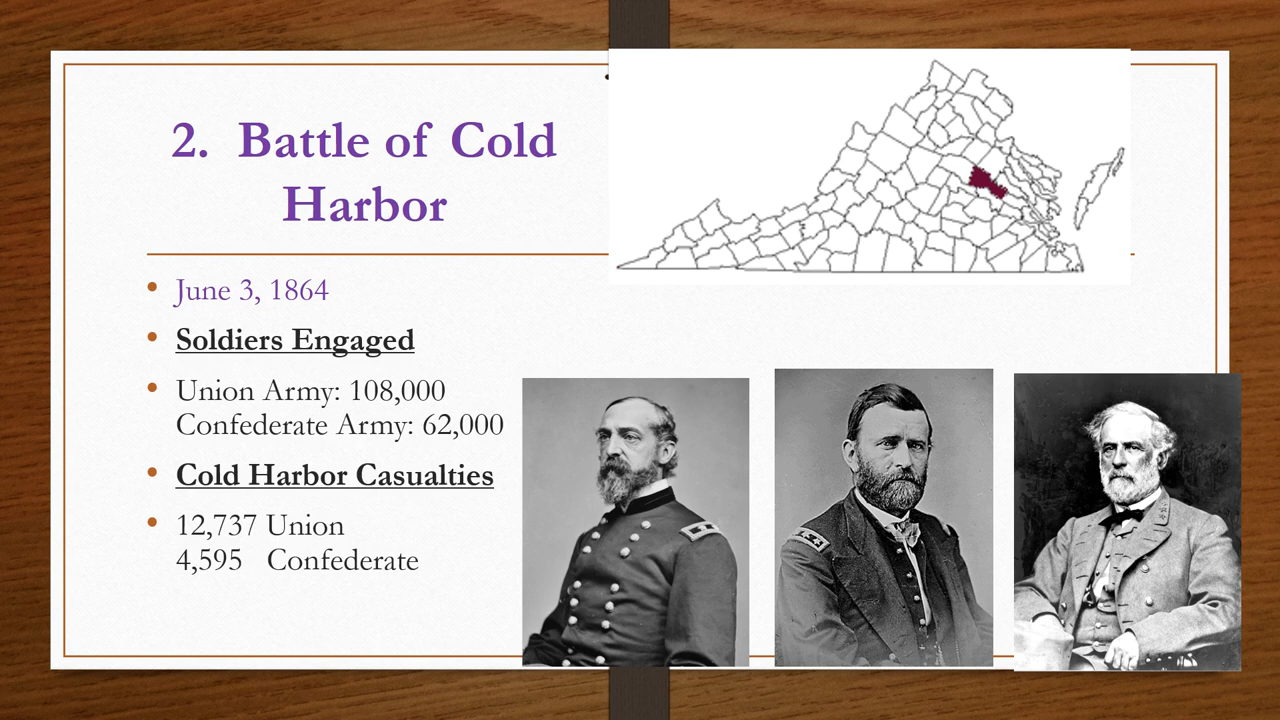 2. Battle of Cold
Harbor
• June 3, 1864
• Soldiers Engaged
• Union Army: 108,000
Confederate Army: 62,000
• Cold Harbor Casualties
• 12,737 Union
4,595 Confederate